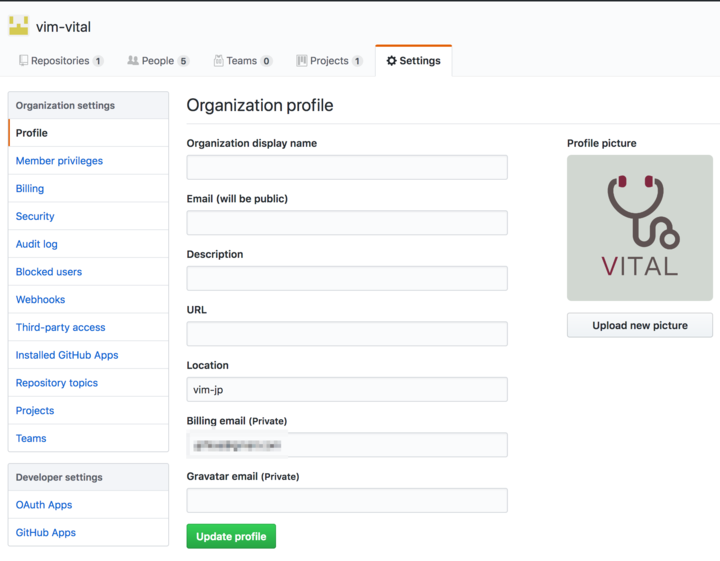 vim-vital
Repositories 1 People 5 Teams 0 Projects 1 Settings
Organization settings
Profile
Member privileges
Billing
Security
Audit log
Blocked users
Webhooks
Third-party access
Installed GitHub Apps
Repository topics
Projects
Teams
Developer settings
OAuth Apps
GitHub Apps
Organization profile
Organization display name
Email (will be public)
Description
URL
Location
vim-jp
Billing email (Private)
Gravatar email (Private)
Update profile
Profile picture
VITAL
Upload new picture